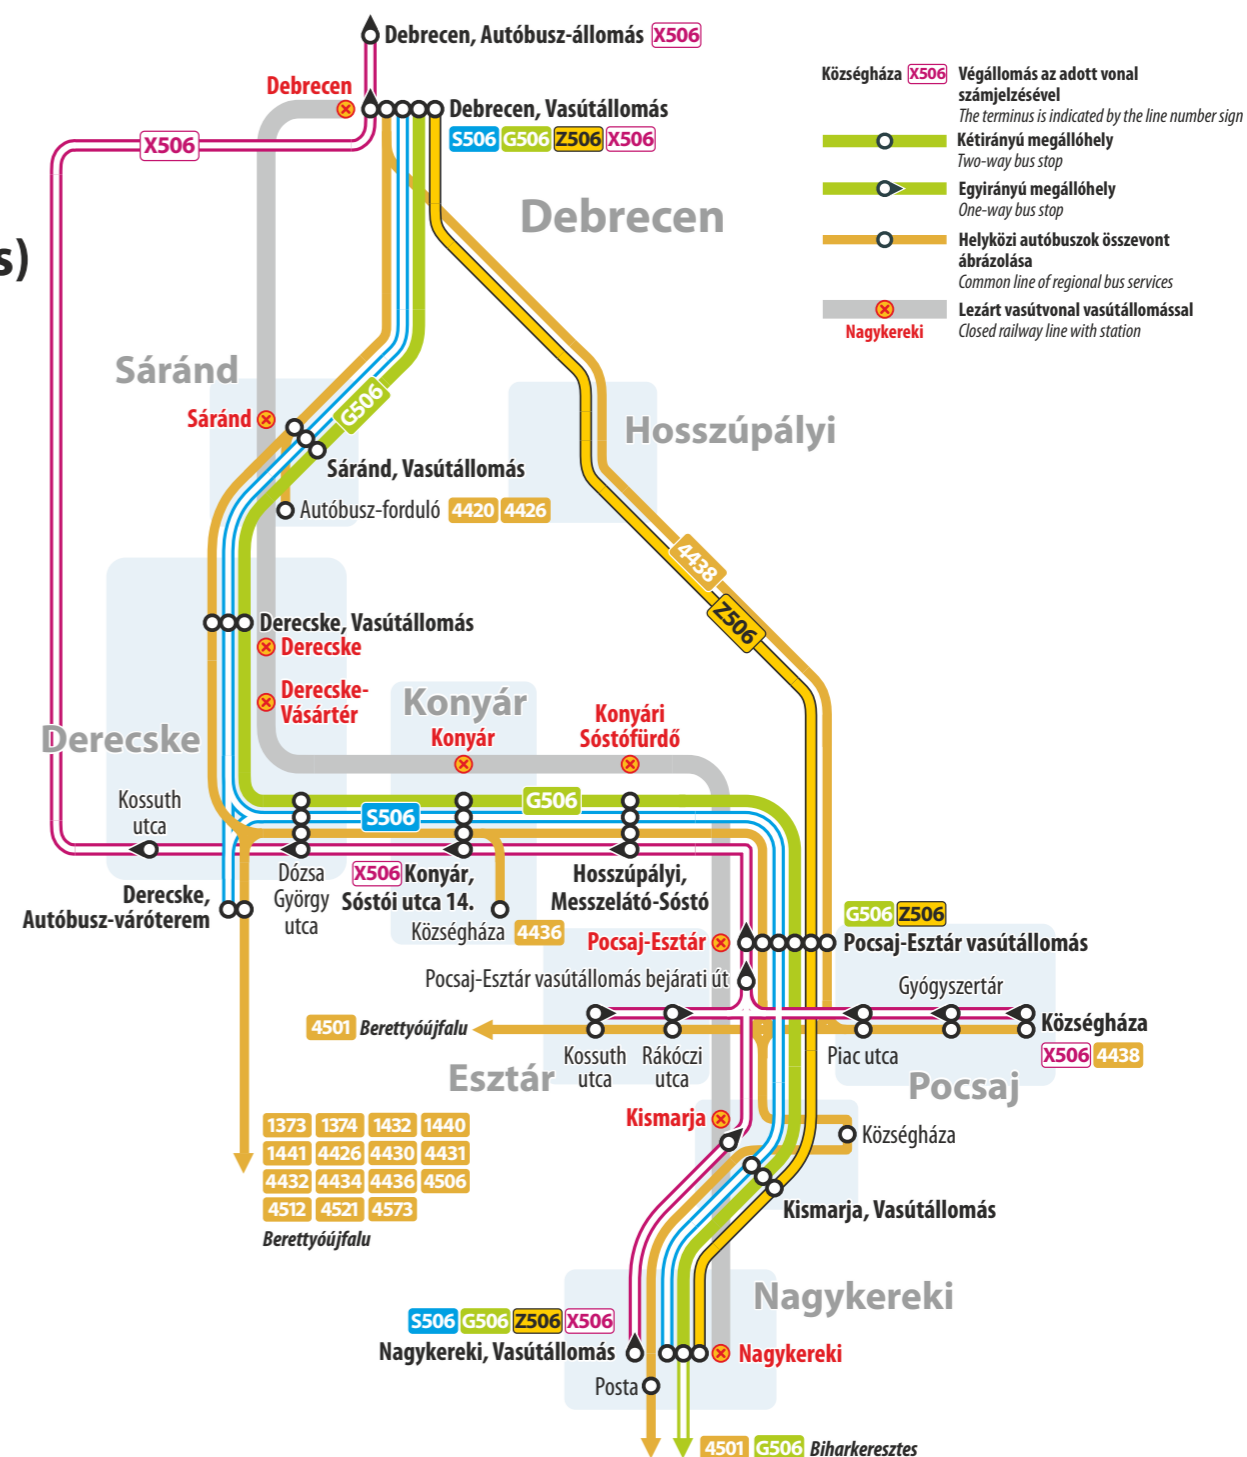 Debrecen, Autóbusz-állomás X506
Debrecen
Debrecen, Vasútállomás
S506 G506 Z506 X506
X506
Debrecen
s)
Községháza X506 Végállomás az adott vonal
számjelzésével
The terminus is indicated by the line number sign
Kétirányú megállóhely
Two-way bus stop
Egyirányú megállóhely
One-way bus stop
Helyközi autóbuszok összevont
ábrázolása
Common line of regional bus services
Lezárt vasútvonal vasútállomással
Nagykereki Closed railway line with station
Sáránd
G506
Sáránd
Hosszúpályi
Sáránd, Vasútállomás
Autóbusz-forduló 4420 4426
4438
Z506
Derecske, Vasútállomás
Derecske
Derecske-
Vásártér
Derecske
Konyár
Konyár
Konyári
Sóstófürdő
Kossuth
utca
S506
G506
Derecske,
Autóbusz-váróterem
Dózsa
György
utca
X506 Konyár,
Sóstói utca 14.
Községháza 4436
Hosszúpályi,
Messzelátó-Sóstó
G506 Z506
Pocsaj-Esztár
Pocsaj-Esztár vasútállomás
Pocsaj-Esztár vasútállomás bejárati út
Gyógyszertár
4501 Berettyóújfalu
Községháza
X506 4438
Kossuth
utca
Rákóczi
utca
Piac utca
Esztár
Pocsaj
Kismarja
Községháza
1373 1374 1432 1440
1441 4426 4430 4431
4432 4434 4436 4506
4512 4521 4573
Berettyóújfalu
Kismarja, Vasútállomás
Nagykereki
S506 G506 Z506 X506
Nagykereki, Vasútállomás
Nagykereki
Posta
4501 G506 Biharkeresztes